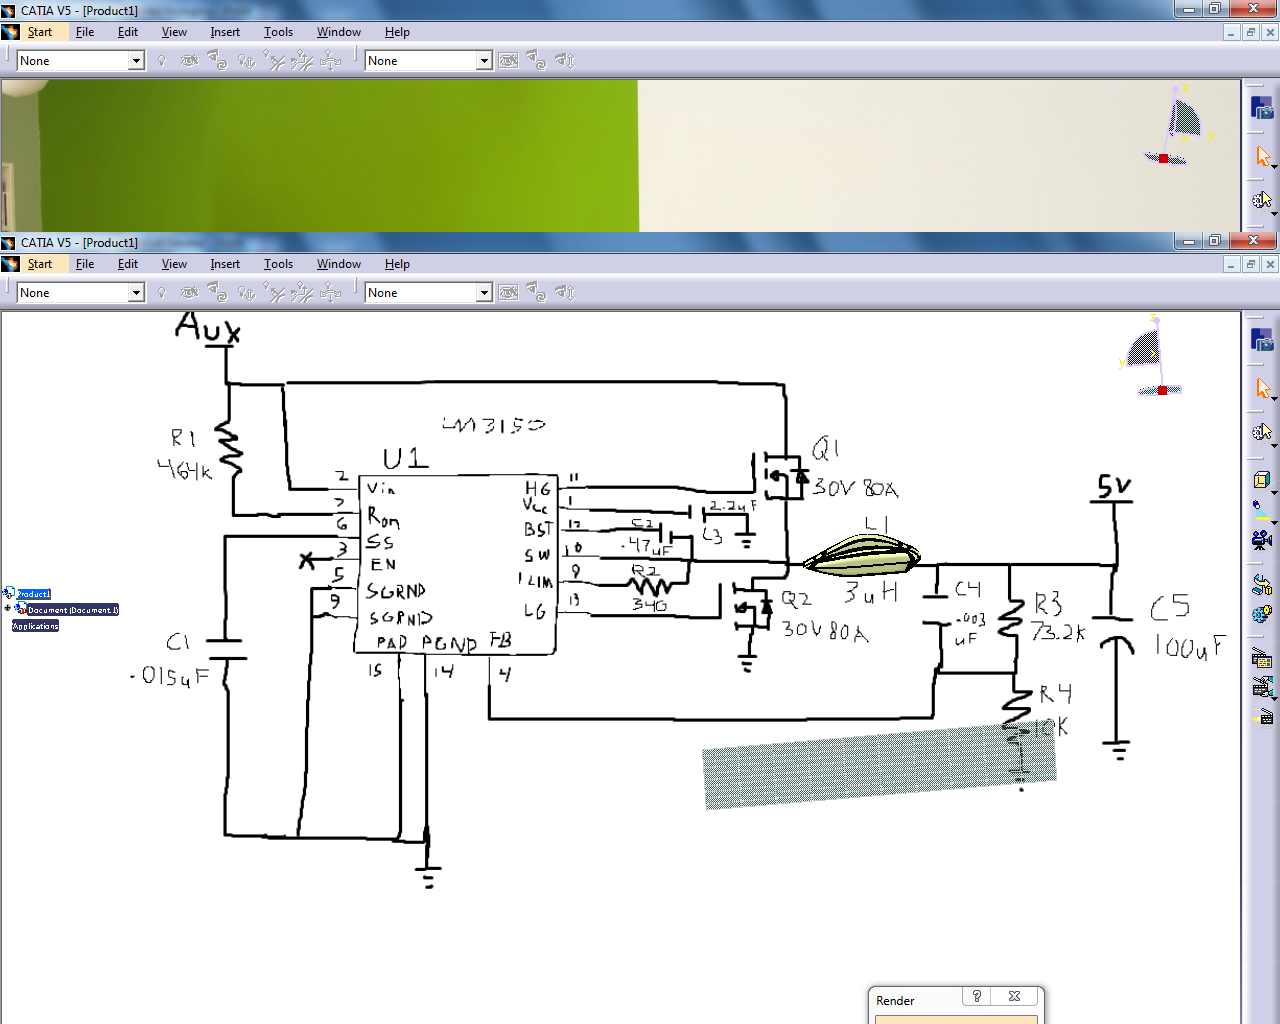 CATIA V5 - [Product1]
Start File Edit View Insert Tools Window Help
None None
z
x y
CATIA V5 - [Product1]
Start File Edit View Insert Tools Window Help
None None
z
y x
Aux
LM3150
R1
464K
U1
Q1
30V 80A
2 Vin
7 Ron
6 SS
3 EN
5 SGRND
9 SGPND
HG 11
Vcc 1
BST 12
SW 10
ILIM 9
LG 13
PAD PGND FB
15 14 4
2.2uF
C3
C2
.47uF
R2
340
L1
3uH
Q2
30V 80A
5V
C4
.003
uF
R3
73.2K
C5
100uF
R4
10K
C1
.015uF
Product1
Document (Document.1)
Applications
Render